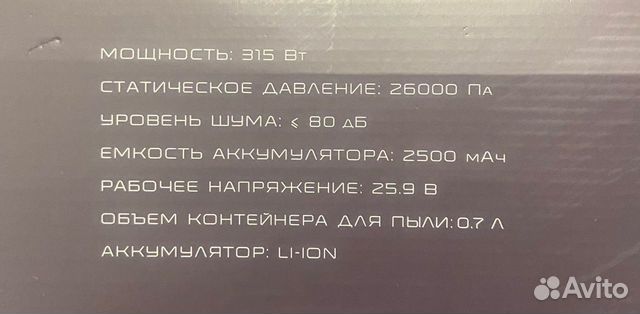 МОЩНОСТЬ: 315 Вт
СТАТИЧЕСКОЕ ДАВЛЕНИЕ: 26000 ПА
УРОВЕНЬ ШУМА: ⩽ 80 дБ
ЕМКОСТЬ АККУМУЛЯТОРА: 2500 мАч
РАБОЧЕЕ НАПРЯЖЕНИЕ: 25.9 В
ОБЪЕМ КОНТЕЙНЕРА ДЛЯ ПЫЛИ: 0.7 Л
АККУМУЛЯТОР: LI-ION
Avito